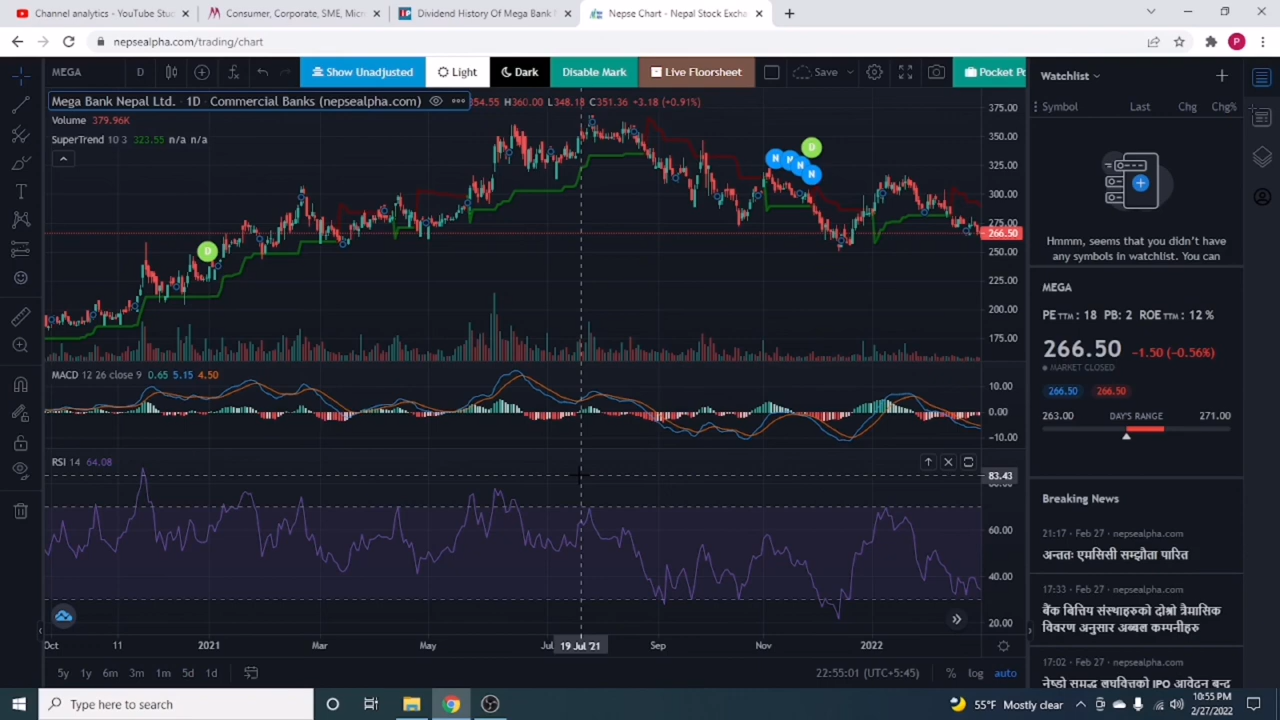 Channel analytics - YouTube Stu
Consumer, Corporate, SME, Micr
Dividend History Of Mega Bank
Nepse Chart - Nepal Stock Excha
nepsealpha.com/trading/chart
MEGA
D
Show Unadjusted
Light
Dark
Disable Mark
Live Floorsheet
Save
Pocket Po
Watchlist
Mega Bank Nepal Ltd. · 1D · Commercial Banks (nepsealpha.com)
354.55 H360.00 L348.18 C351.36 +3.18 (+0.91%)
Symbol Last Chg Chg%
Volume 379.96K
SuperTrend 10 3 323.55 n/a n/a
375.00
350.00
325.00
300.00
275.00
266.50
250.00
225.00
200.00
175.00
D
N
N
N
D
Hmmm, seems that you didn't have
any symbols in watchlist. You can
MEGA
PE TTM : 18 PB: 2 ROE TTM : 12 %
266.50 -1.50 (-0.56%)
MARKET CLOSED
266.50 266.50
263.00 DAY'S RANGE 271.00
MACD 12 26 close 9 0.65 5.15 4.50
10.00
0.00
-10.00
RSI 14 64.08
83.43
60.00
40.00
20.00
Breaking News
21:17 · Feb 27 · nepsealpha.com
अन्ततः एमसिसी सम्झौता पारित
17:33 · Feb 27 · nepsealpha.com
बैंक बित्तिय संस्थाहरुको दोश्रो त्रैमासिक
विवरण अनुसार अब्बल कम्पनीहरु
17:02 · Feb 27 · nepsealpha.com
नेष्डो समृद्ध लघुवित्तको IPO आवेदन बन्द
Oct 11 2021 Mar May Jul 19 Jul '21 Sep Nov 2022
5y 1y 6m 3m 1m 5d 1d
22:55:01 (UTC+5:45)
% log auto
Type here to search
55°F Mostly clear
10:55 PM
2/27/2022